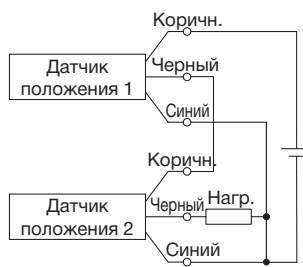 Коричн.
Датчик
положения 1
Черный
Синий
Коричн.
Датчик
положения 2
Черный
Нагр.
Синий